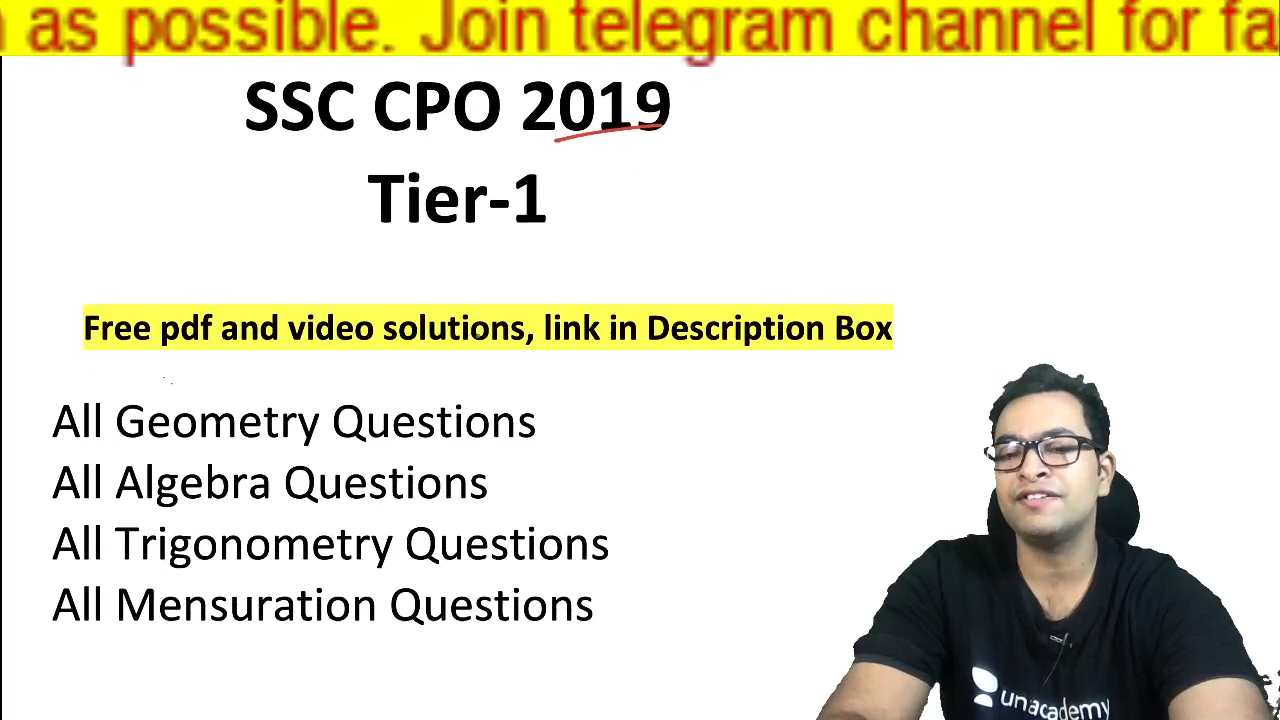 as possible. Join telegram channel for fa
SSC CPO 2019
Tier-1
Free pdf and video solutions, link in Description Box
All Geometry Questions
All Algebra Questions
All Trigonometry Questions
All Mensuration Questions
unacademy